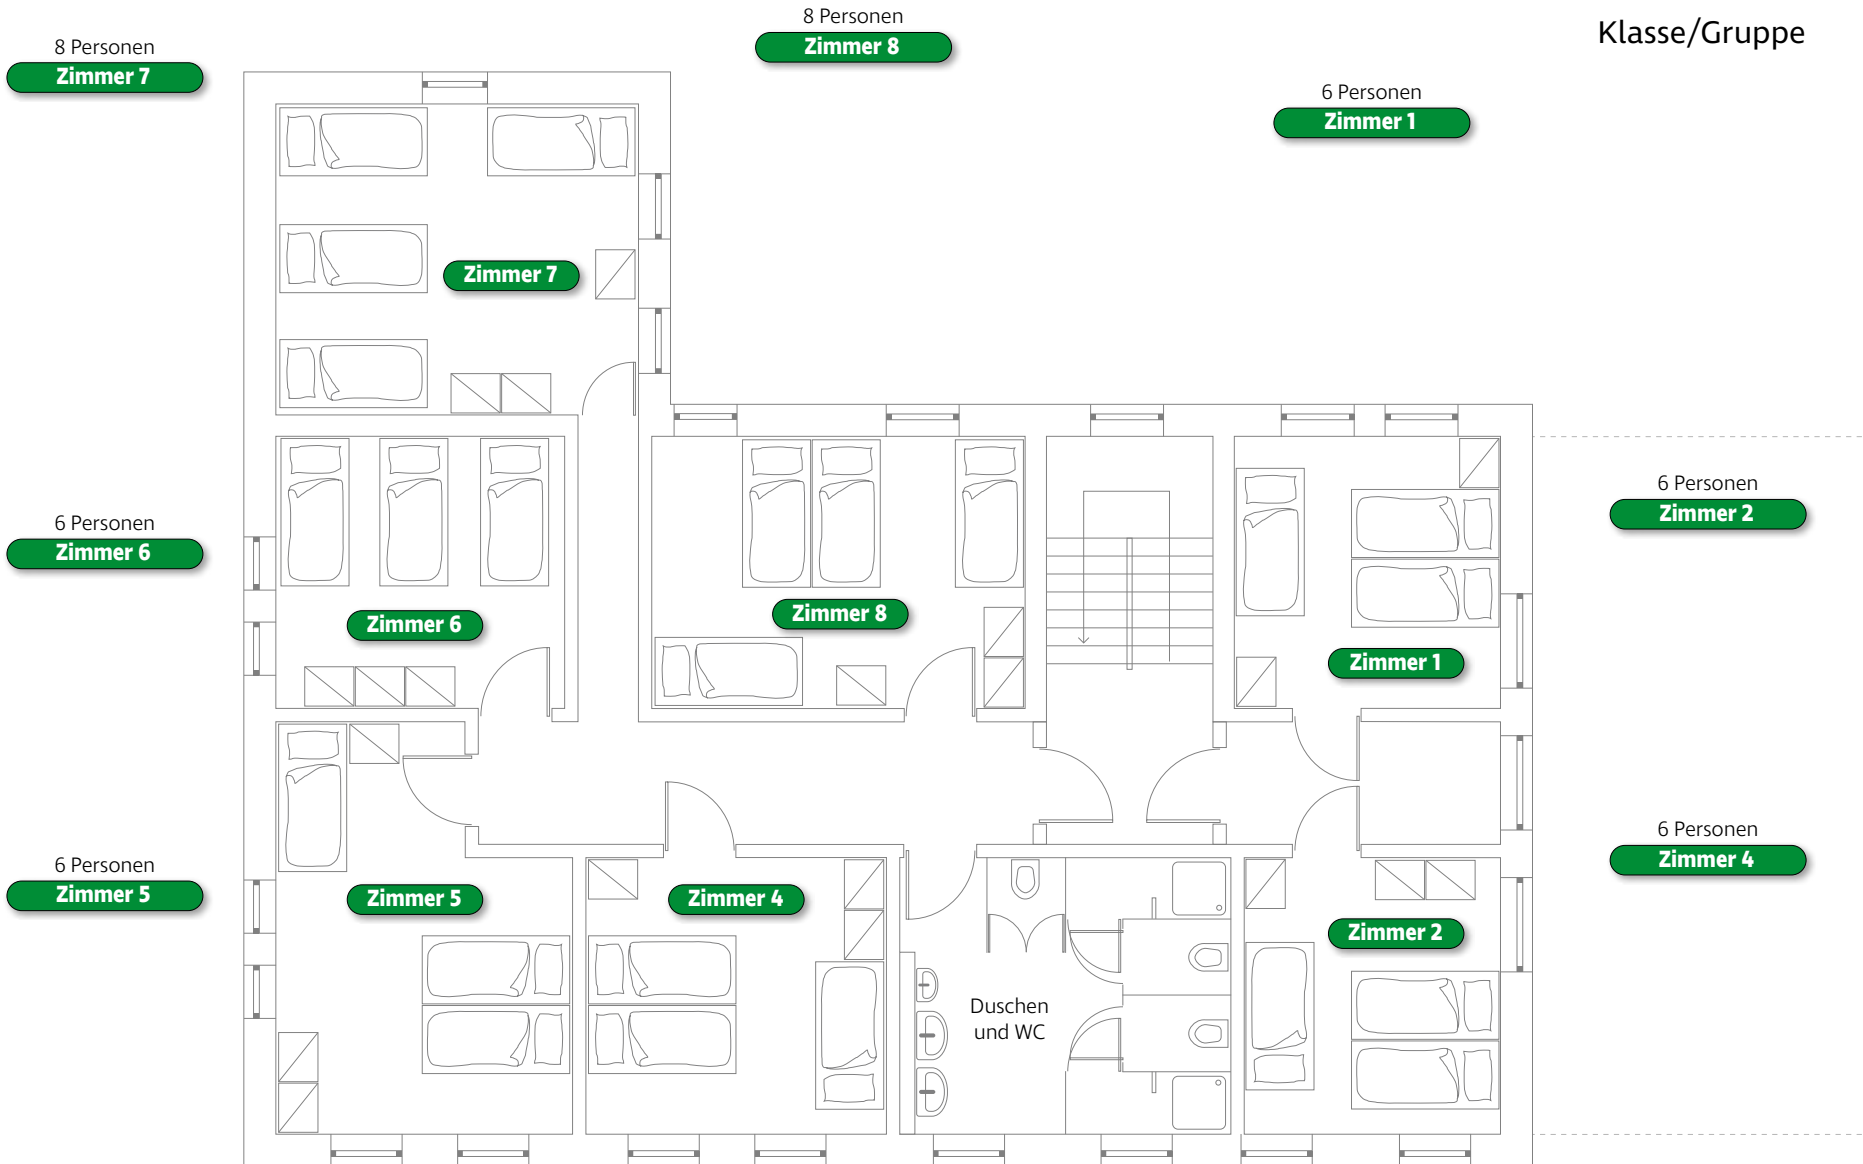 8 Personen
Zimmer 8
Klasse/Gruppe
8 Personen
Zimmer 7
6 Personen
Zimmer 1
Zimmer 7
6 Personen
Zimmer 2
6 Personen
Zimmer 6
Zimmer 6
Zimmer 8
Zimmer 1
6 Personen
Zimmer 4
6 Personen
Zimmer 5
Zimmer 5
Zimmer 4
Zimmer 2
Duschen
und WC